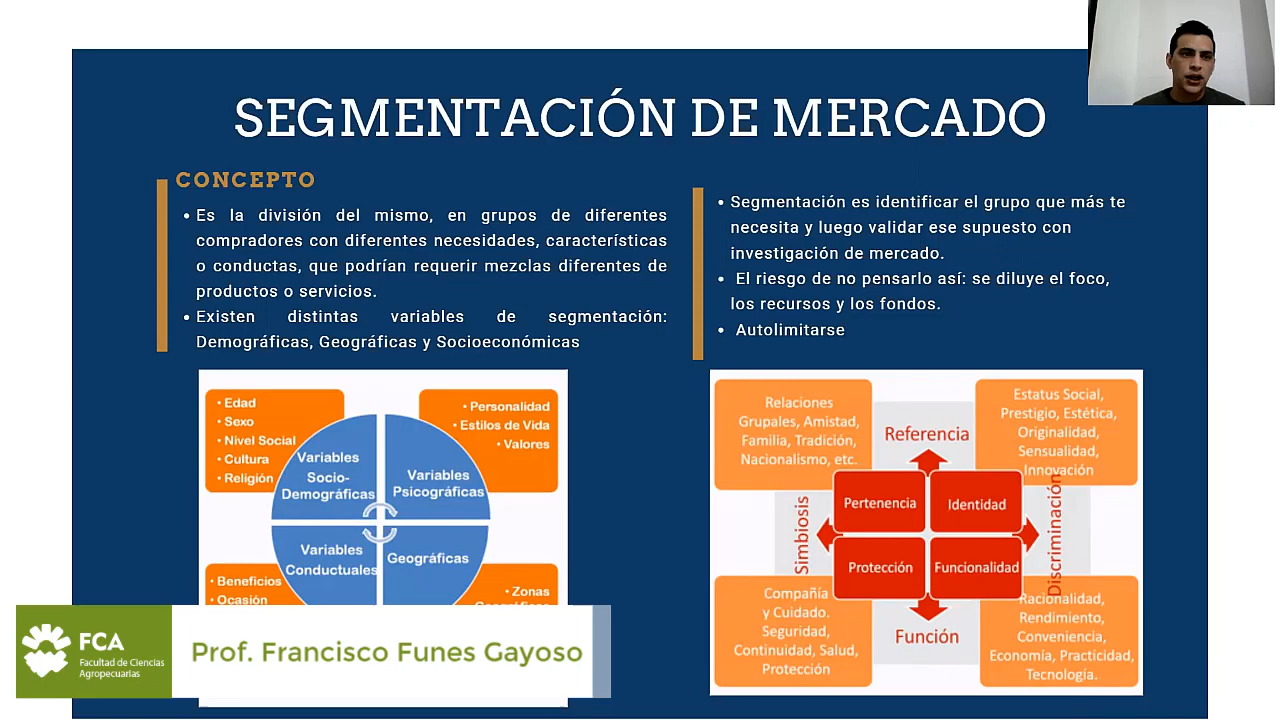 SEGMENTACIÓN DE MERCADO
CONCEPTO
• Es la división del mismo, en grupos de diferentes
compradores con diferentes necesidades, características
o conductas, que podrían requerir mezclas diferentes de
productos o servicios.
• Existen distintas variables de segmentación:
Demográficas, Geográficas y Socioeconómicas
• Segmentación es identificar el grupo que más te
necesita y luego validar ese supuesto con
investigación de mercado.
• El riesgo de no pensarlo así: se diluye el foco,
los recursos y los fondos.
• Autolimitarse
• Edad
• Sexo
• Nivel Social
• Cultura
• Religión
• Personalidad
• Estilos de Vida
• Valores
Variables
Socio-
Demográficas
Variables
Psicográficas
Variables
Conductuales
Geográficas
• Beneficios
• Ocasión
• Zonas
Relaciones
Grupales, Amistad,
Familia, Tradición,
Nacionalismo, etc.
Referencia
Estatus Social,
Prestigio, Estética,
Originalidad,
Sensualidad,
Innovación
Pertenencia
Identidad
Simbiosis
Discriminación
Protección
Funcionalidad
Compañía
y Cuidado.
Seguridad,
Continuidad, Salud,
Protección
Función
Racionalidad,
Rendimiento,
Conveniencia,
Economía, Practicidad,
Tecnología.
FCA
Facultad de Ciencias
Agropecuarias
Prof. Francisco Funes Gayoso